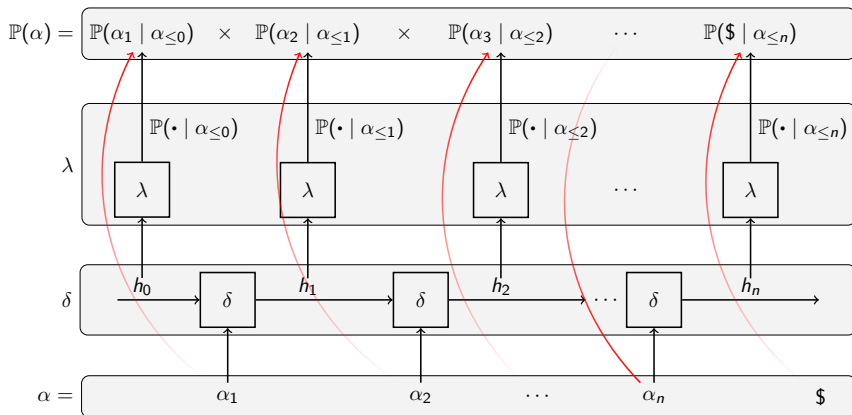 ℙ(α) = ℙ(α₁ | α≤0) × ℙ(α₂ | α≤1) × ℙ(α₃ | α≤2) ⋯ ℙ($ | α≤n)
ℙ(• | α≤0) ℙ(• | α≤1) ℙ(• | α≤2) ℙ(• | α≤n)
λ λ λ λ ⋯ λ
h₀ h₁ h₂ hₙ
δ δ δ ⋯ δ
α = α₁ α₂ ⋯ αₙ $